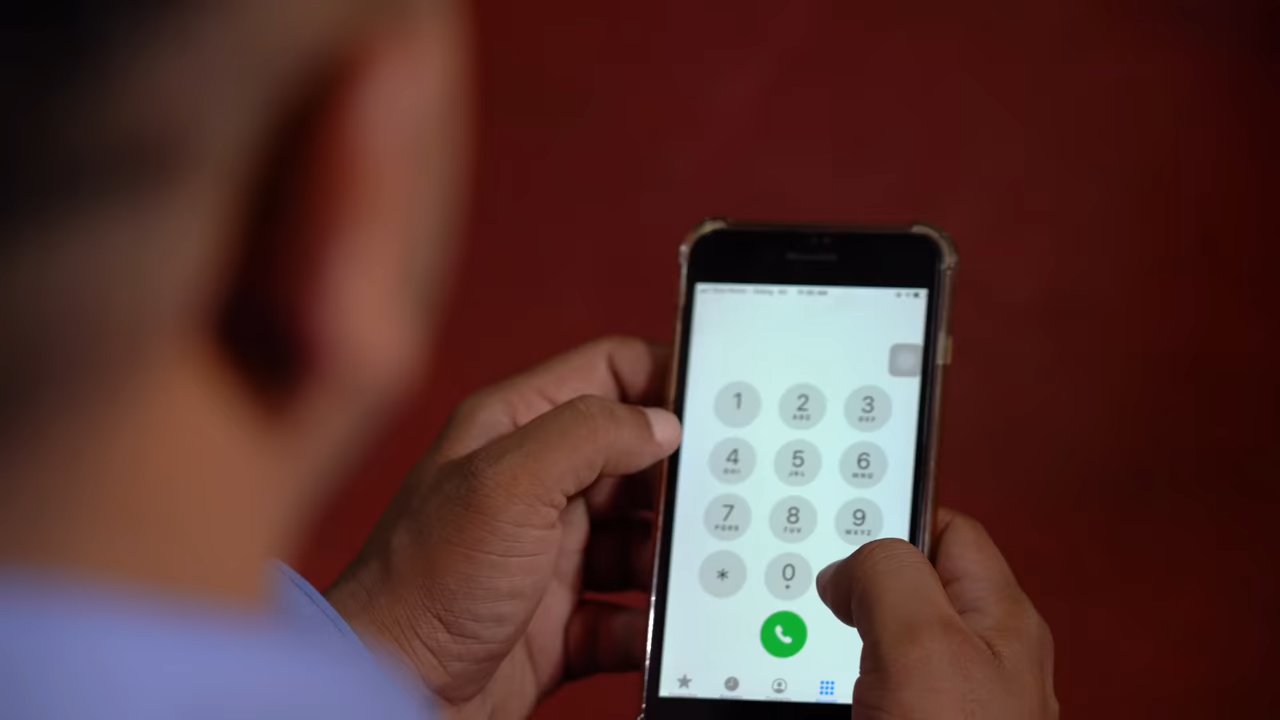 1 2 3
ABC DEF
4 5 6
GHI JKL MNO
7 8 9
PQRS TUV WXYZ
* 0
+